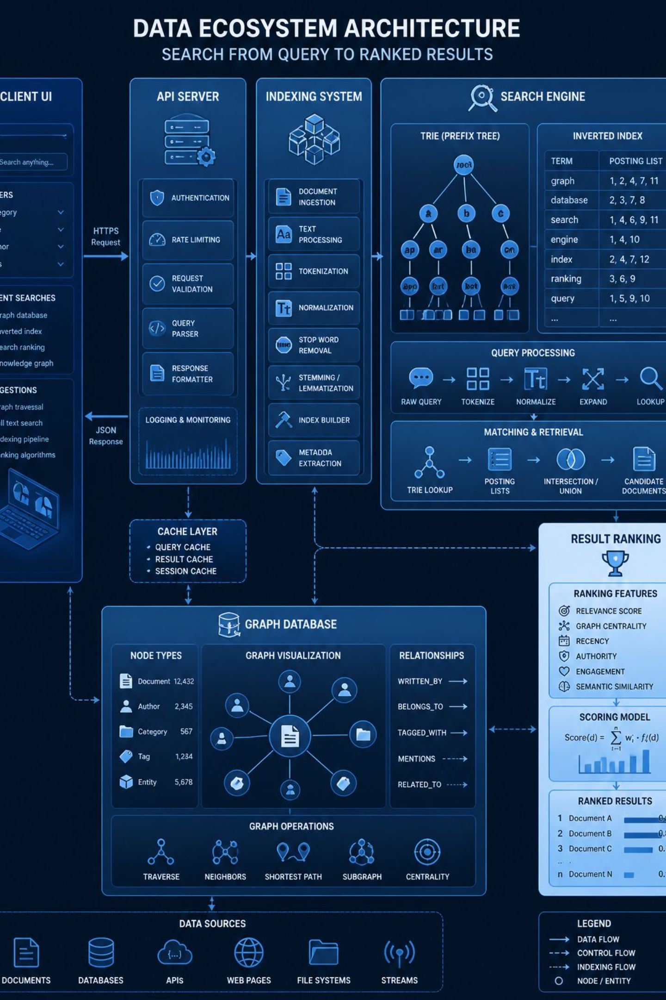 DATA ECOSYSTEM ARCHITECTURE
SEARCH FROM QUERY TO RANKED RESULTS
CLIENT UI
Search anything...
ERS
egory
e
hor
s
ENT SEARCHES
raph database
verted index
earch ranking
nowledge graph
GESTIONS
raph travessal
ll text search
dexing pipeline
nking algorithms
HTTPS
Request
JSON
Response
API SERVER
AUTHENTICATION
RATE LIMITING
REQUEST
VALIDATION
</>
QUERY
PARSER
RESPONSE
FORMATTER
LOGGING & MONITORING
INDEXING SYSTEM
DOCUMENT
INGESTION
Aa
TEXT
PROCESSING
TOKENIZATION
Tt
NORMALIZATION
STOP WORD
REMOVAL
STEMMING /
LEMMATIZATION
INDEX BUILDER
METADDA
EXTRACTION
SEARCH ENGINE
TRIE (PREFIX TREE)
root
a
b
c
ap
ar
ba
app
INVERTED INDEX
TERM POSTING LIST
graph 1, 2, 4, 7, 11
database 2, 3, 7, 8
search 1, 4, 6, 9, 11
engine 1, 4, 10
index 2, 4, 7, 12
ranking 3, 6, 9
query 1, 5, 9, 10
... ...
QUERY PROCESSING
Tt
RAW QUERY
TOKENIZE
NORMALIZE
EXPAND
LOOKUP
MATCHING & RETRIEVAL
TRIE LOOKUP
POSTING
LISTS
INTERSECTION /
UNION
CANDIDATE
DOCUMENTS
CACHE LAYER
• QUERY CACHE
• RESULT CACHE
• SESSION CACHE
GRAPH DATABASE
NODE TYPES
Document 12,432
Author 2,345
Category 567
Tag 1,234
Entity 5,678
GRAPH VISUALIZATION
RELATIONSHIPS
WRITTEN_BY
BELONGS_TO
TAGGED_WITH
MENTIONS
RELATED_TO
GRAPH OPERATIONS
TRAVERSE
NEIGHBORS
SHORTEST PATH
SUBGRAPH
CENTRALITY
RESULT RANKING
RANKING FEATURES
RELEVANCE SCORE
GRAPH CENTRALITY
RECENCY
AUTHORITY
ENGAGEMENT
SEMANTIC SIMILARITY
SCORING MODEL
Score(d) = ∑ wᵢ · fᵢ(d)
RANKED RESULTS
1 Document A
2 Document B
3 Document C
n Document N
DATA SOURCES
{...}
DOCUMENTS
DATABASES
APIs
WEB PAGES
FILE SYSTEMS
STREAMS
LEGEND
DATA FLOW
CONTROL FLOW
INDEXING FLOW
NODE / ENTITY